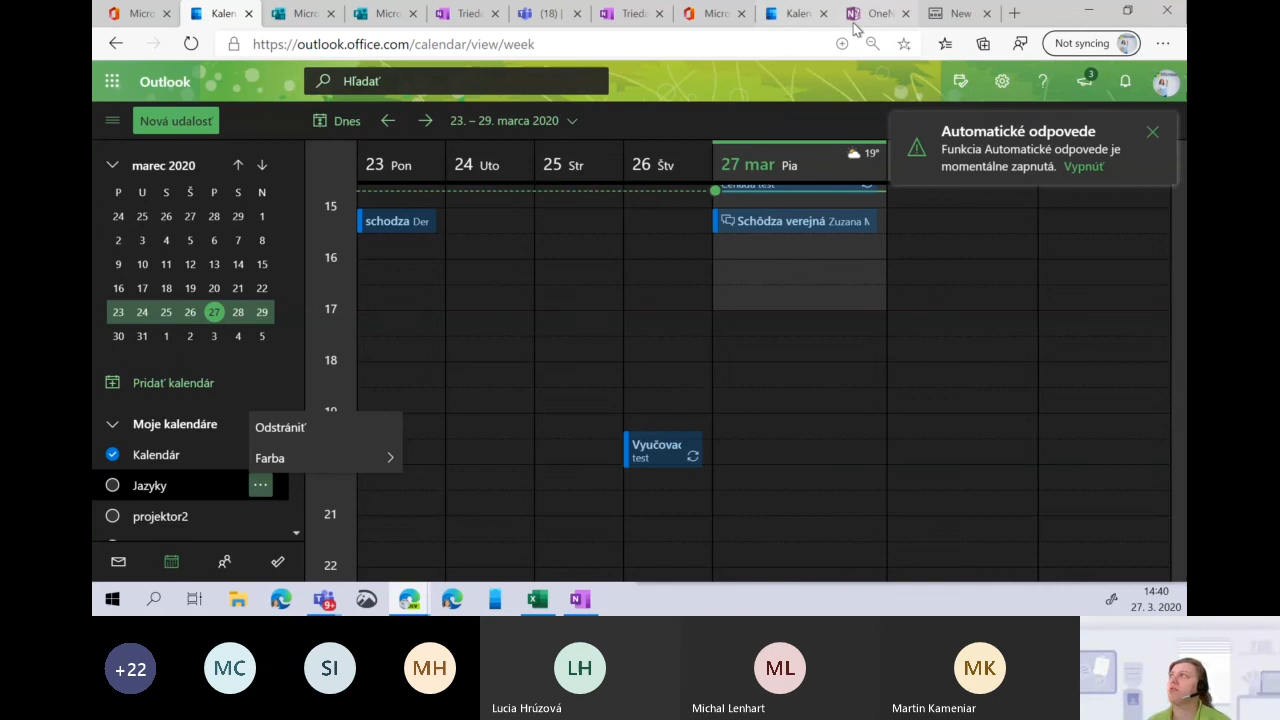 Micro
Kalen
Micro
Micro
Trieda
(18) |
Trieda
Micro
Kalen
OneN
New
https://outlook.office.com/calendar/view/week
Not syncing
Outlook
Hľadať
3
Nová udalosť
Dnes
23. – 29. marca 2020
Automatické odpovede
Funkcia Automatické odpovede je
momentálne zapnutá. Vypnúť
marec 2020
P U S Š P S N
24 25 26 27 28 29 1
2 3 4 5 6 7 8
9 10 11 12 13 14 15
16 17 18 19 20 21 22
23 24 25 26 27 28 29
30 31 1 2 3 4 5
23 Pon
24 Uto
25 Str
26 Štv
27 mar Pia
19°
15
schodza Der
Schôdza verejná Zuzana M
16
17
18
19
21
22
Vyučovac
test
Pridať kalendár
Moje kalendáre
Kalendár
Jazyky
projektor2
Odstrániť
Farba
9+
14:40
27. 3. 2020
+22
MC
SI
MH
LH
Lucia Hrúzová
ML
Michal Lenhart
MK
Martin Kameniar